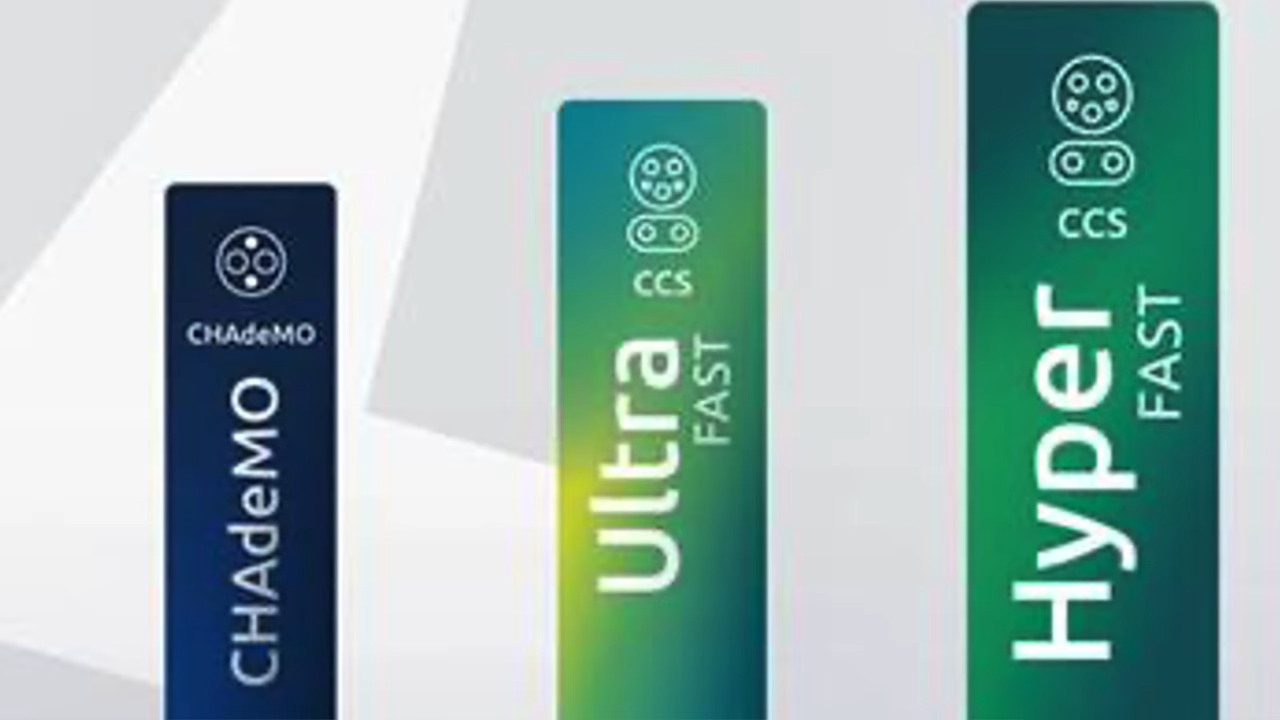 CHAdeMO
CHAdeMO
CCS
Ultra
FAST
CCS
Hyper
FAST